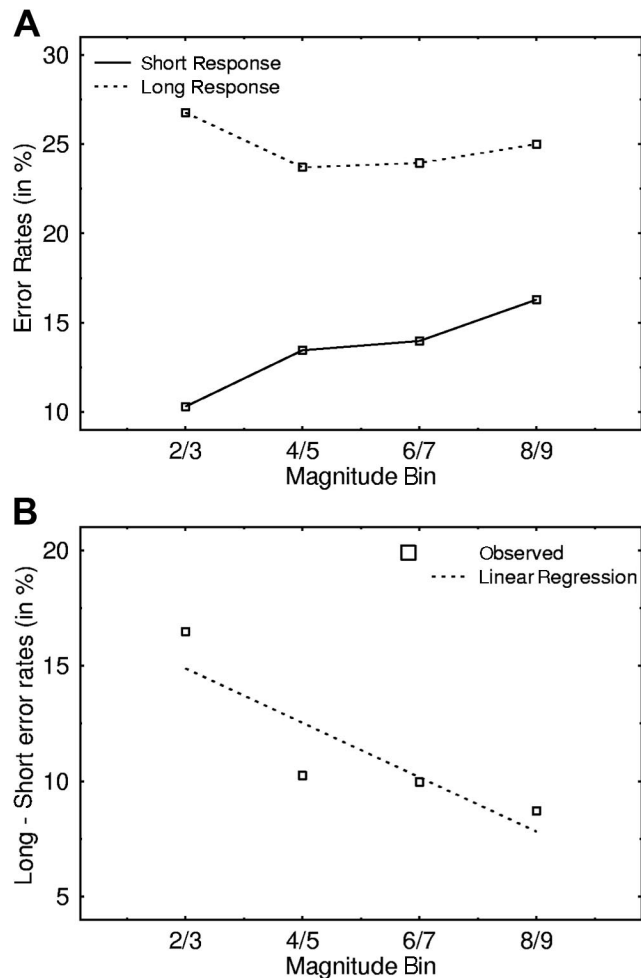 A
30
25
20
15
10
Error Rates (in %)
Short Response
Long Response
2/3 4/5 6/7 8/9
Magnitude Bin
B
20
15
10
5
Long - Short error rates (in %)
Observed
Linear Regression
2/3 4/5 6/7 8/9
Magnitude Bin